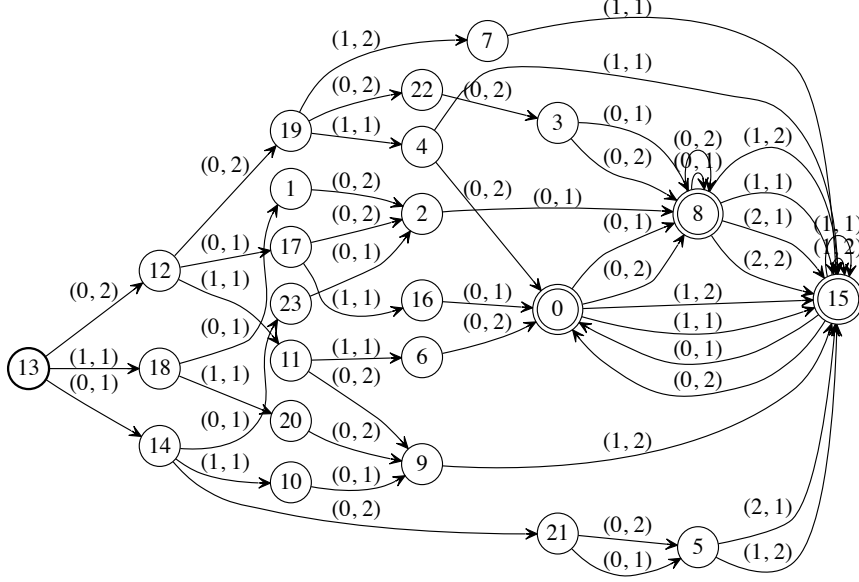 (1, 1)
(1, 2) 7
(0, 2) 22 (0, 2) (1, 1)
19 (1, 1) 4 3 (0, 1) (0, 2) (1, 2)
(0, 2) (0, 2) (0, 1)
1 (0, 2) (0, 2) (0, 1) 8 (1, 1)
(0, 2) 2 (0, 1) (2, 1) (1, 1)
12 (0, 1) 17 (0, 1) (0, 2) (2, 2) (1, 2)
(0, 2) (1, 1) 23 (1, 1) 16 (0, 1) 0 (1, 2) 15
(0, 1) (0, 2) (1, 1)
13 (1, 1) 18 11 (1, 1) 6 (0, 1)
(0, 1) (1, 1) (0, 2) (0, 2)
14 (0, 1) 20 (0, 2) 9 (1, 2)
(1, 1) 10 (0, 1)
(0, 2) 21 (0, 2) (2, 1)
(0, 1) 5 (1, 2)